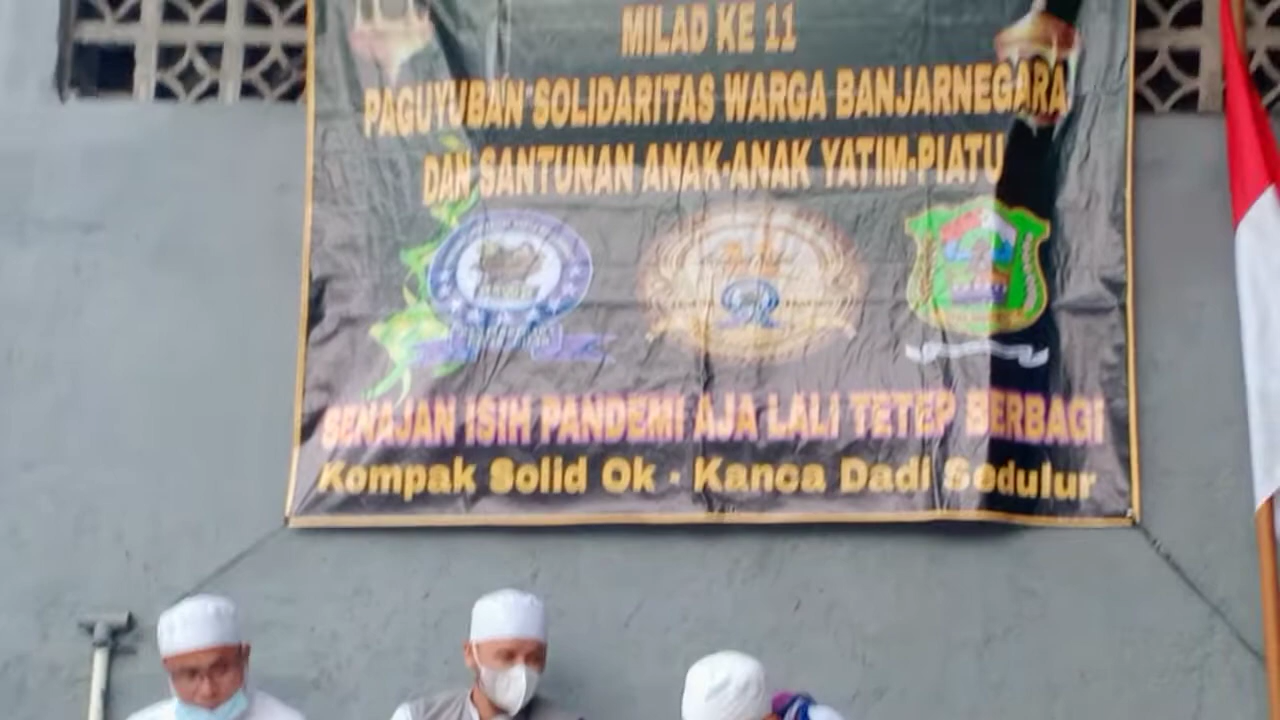 MILAD KE 11
PAGUYUBAN SOLIDARITAS WARGA BANJARNEGARA
DAN SANTUNAN ANAK-ANAK YATIM-PIATU
SENAJAN ISIH PANDEMI AJA LALI TETEP BERBAGI
Kompak Solid Ok - Kanca Dadi Sedulur